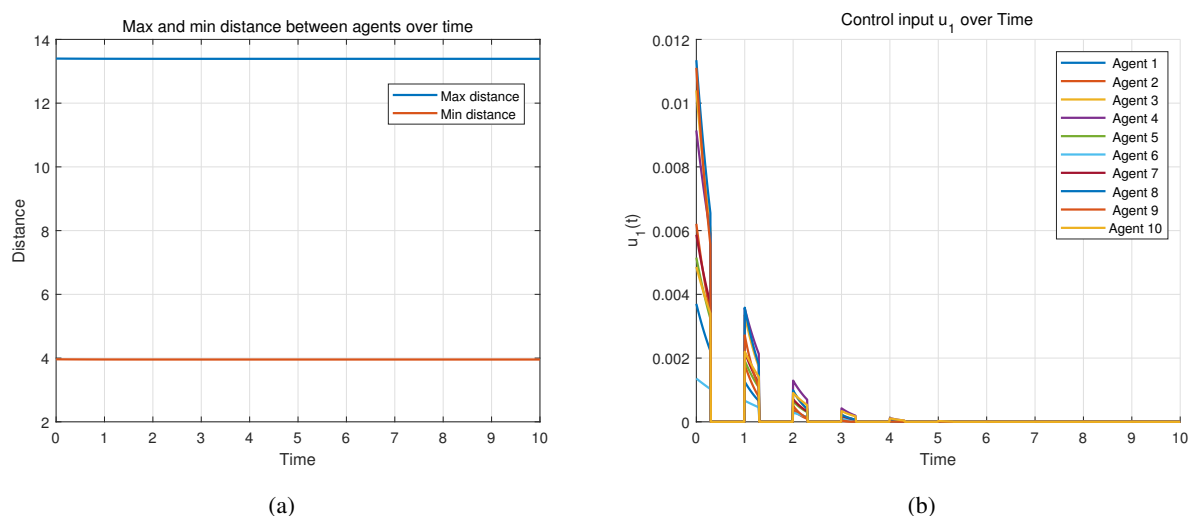 Max and min distance between agents over time
14
12
10
8
6
4
2
Distance
Max distance
Min distance
0 1 2 3 4 5 6 7 8 9 10
Time
(a)
Control input u₁ over Time
0.012
0.01
0.008
0.006
0.004
0.002
0
u₁(t)
Agent 1
Agent 2
Agent 3
Agent 4
Agent 5
Agent 6
Agent 7
Agent 8
Agent 9
Agent 10
0 1 2 3 4 5 6 7 8 9 10
Time
(b)